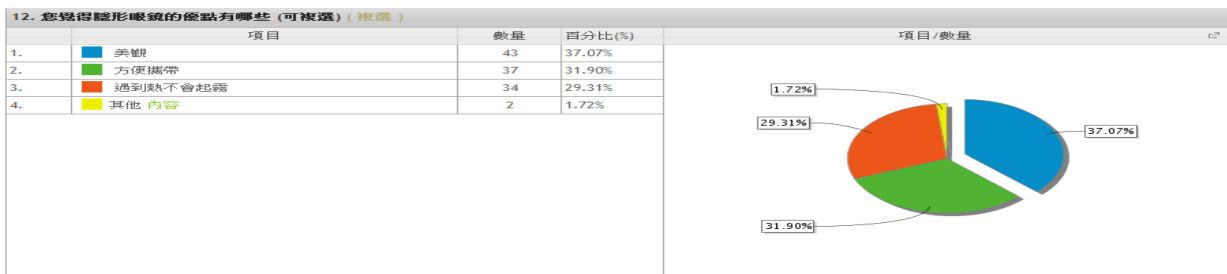 12. 您覺得隱形眼鏡的優點有哪些 (可複選) ( 複選 )
項目 數量 百分比(%) 項目/數量
1. 美觀 43 37.07%
2. 方便攜帶 37 31.90%
3. 遇到熱不會起霧 34 29.31%
4. 其他 內容 2 1.72%
1.72%
29.31%
37.07%
31.90%